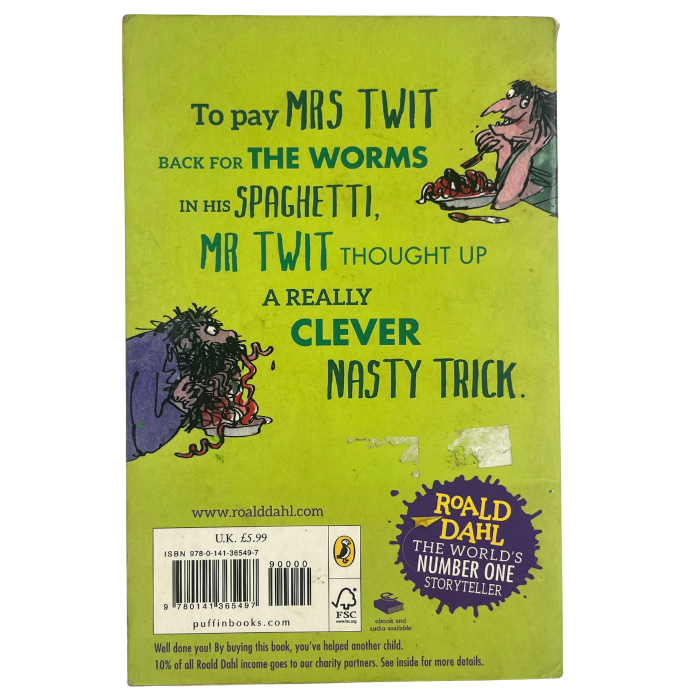 To pay MRS TWIT
BACK FOR THE WORMS
IN HIS SPAGHETTI,
MR TWIT THOUGHT UP
A REALLY
CLEVER
NASTY TRICK.
www.roalddahl.com
U.K. £5.99
ISBN 978-0-141-36549-7
90000
9 780141 365497
puffinbooks.com
FSC
www.fsc.org
ebook and
audio available
ROALD
DAHL
THE WORLD'S
NUMBER ONE
STORYTELLER
Well done you! By buying this book, you've helped another child.
10% of all Roald Dahl income goes to our charity partners. See inside for more details.